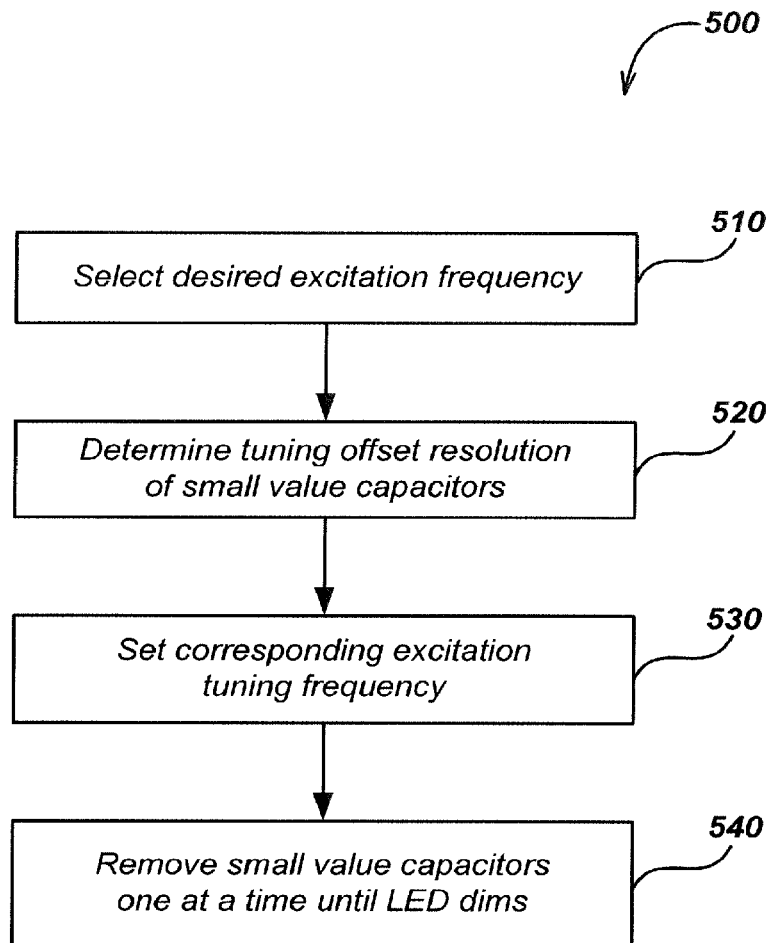 500
510
Select desired excitation frequency
520
Determine tuning offset resolution
of small value capacitors
530
Set corresponding excitation
tuning frequency
540
Remove small value capacitors
one at a time until LED dims